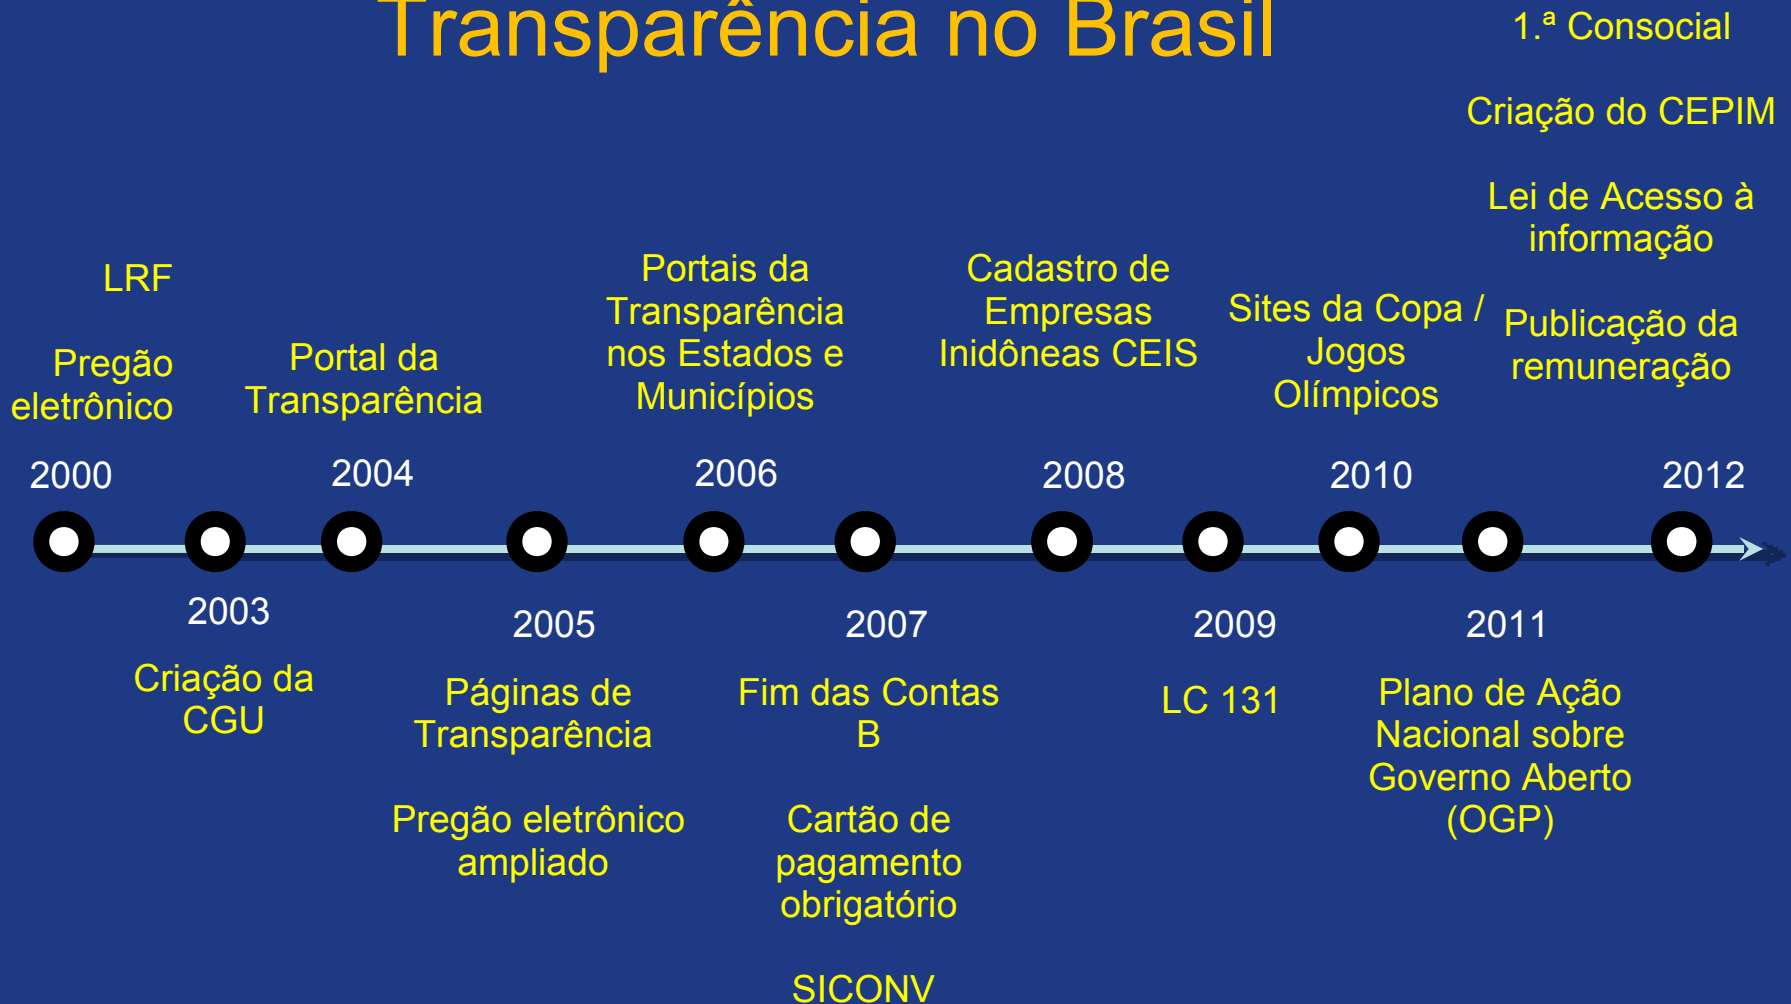 Transparência no Brasil
LRF
Pregão
eletrônico
2000
2003
Criação da
CGU
Portal da
Transparência
2004
2005
Páginas de
Transparência
Pregão eletrônico
ampliado
Portais da
Transparência
nos Estados e
Municípios
2006
2007
Fim das Contas
B
Cartão de
pagamento
obrigatório
SICONV
Cadastro de
Empresas
Inidôneas CEIS
2008
2009
LC 131
Sites da Copa /
Jogos
Olímpicos
2010
2011
Plano de Ação
Nacional sobre
Governo Aberto
(OGP)
1.ª Consocial
Criação do CEPIM
Lei de Acesso à
informação
Publicação da
remuneração
2012